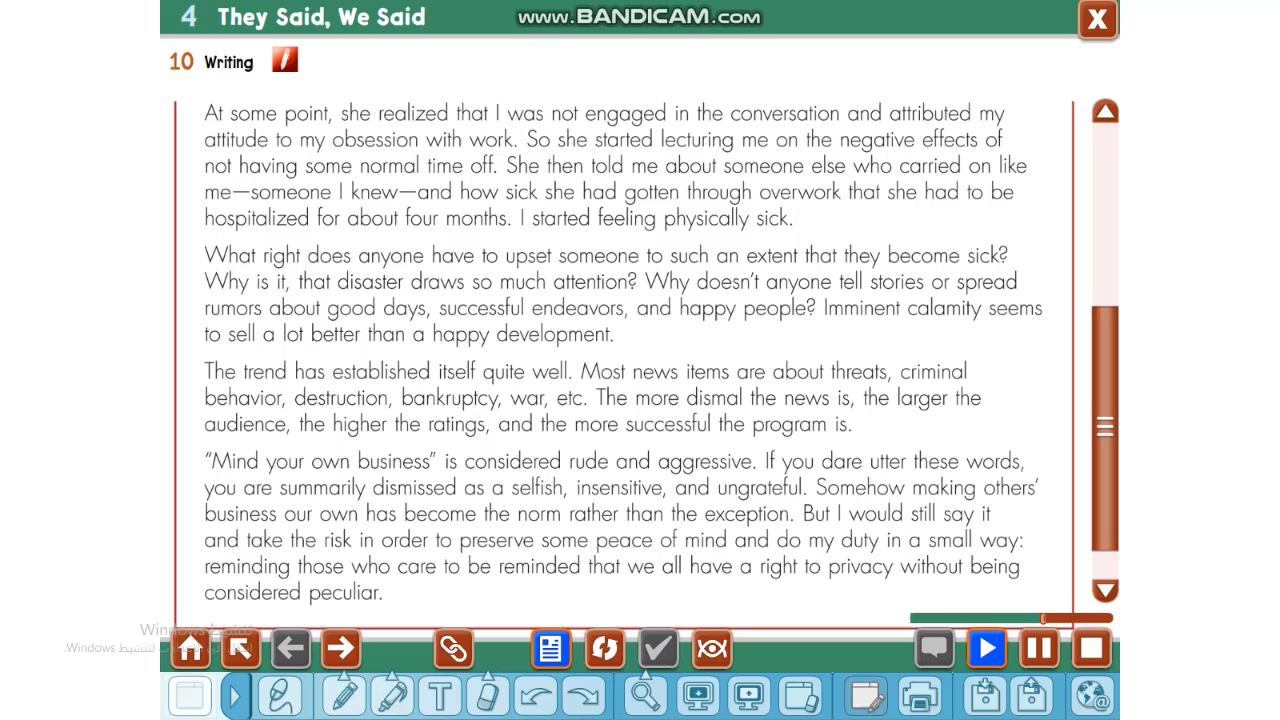 4 They Said, We Said
www.BANDICAM.com
X
10 Writing
At some point, she realized that I was not engaged in the conversation and attributed my
attitude to my obsession with work. So she started lecturing me on the negative effects of
not having some normal time off. She then told me about someone else who carried on like
me—someone I knew—and how sick she had gotten through overwork that she had to be
hospitalized for about four months. I started feeling physically sick.
What right does anyone have to upset someone to such an extent that they become sick?
Why is it, that disaster draws so much attention? Why doesn't anyone tell stories or spread
rumors about good days, successful endeavors, and happy people? Imminent calamity seems
to sell a lot better than a happy development.
The trend has established itself quite well. Most news items are about threats, criminal
behavior, destruction, bankruptcy, war, etc. The more dismal the news is, the larger the
audience, the higher the ratings, and the more successful the program is.
“Mind your own business” is considered rude and aggressive. If you dare utter these words,
you are summarily dismissed as a selfish, insensitive, and ungrateful. Somehow making others'
business our own has become the norm rather than the exception. But I would still say it
and take the risk in order to preserve some peace of mind and do my duty in a small way:
reminding those who care to be reminded that we all have a right to privacy without being
considered peculiar.
تنشيط Windows
لتنشيط Windows.
T